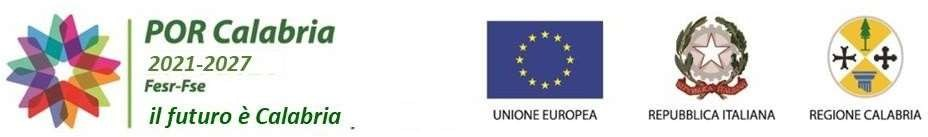 POR Calabria
2021-2027
Fesr-Fse
il futuro è Calabria
UNIONE EUROPEA
REPUBBLICA ITALIANA
REGIONE CALABRIA